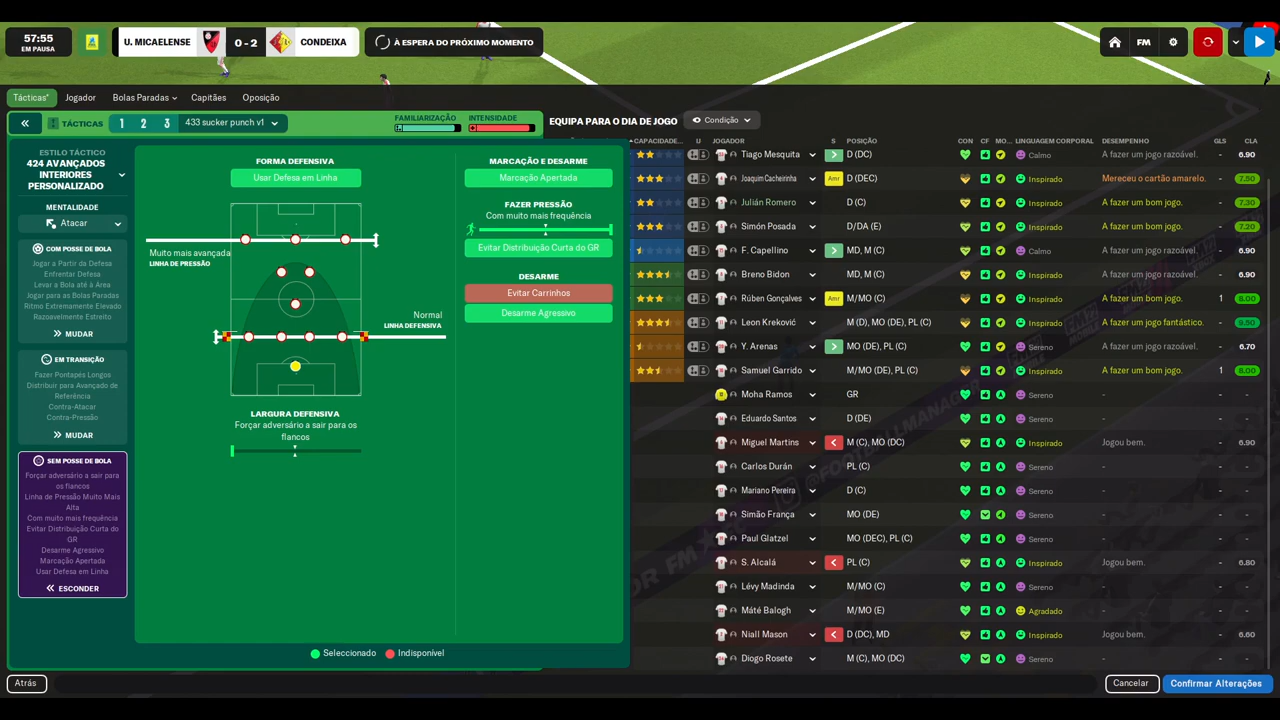 57:55
EM PAUSA
U. MICAELENSE
0 - 2
CONDEIXA
À ESPERA DO PRÓXIMO MOMENTO
FM
Tácticas*
Jogador
Bolas Paradas
Capitães
Oposição
TÁCTICAS
1 2 3
433 sucker punch v1
FAMILIARIZAÇÃO
INTENSIDADE
ESTILO TÁCTICO
424 AVANÇADOS
INTERIORES
PERSONALIZADO
MENTALIDADE
Atacar
COM POSSE DE BOLA
Jogar a Partir da Defesa
Enfrentar Defesa
Levar a Bola até à Área
Jogar para as Bolas Paradas
Ritmo Extremamente Elevado
Razoavelmente Estreito
MUDAR
EM TRANSIÇÃO
Fazer Pontapés Longos
Distribuir para Avançado de
Referência
Contra-Atacar
Contra-Pressão
MUDAR
SEM POSSE DE BOLA
Forçar adversário a sair para
os flancos
Linha de Pressão Muito Mais
Alta
Com muito mais frequência
Evitar Distribuição Curta do
GR
Desarme Agressivo
Marcação Apertada
Usar Defesa em Linha
ESCONDER
FORMA DEFENSIVA
Usar Defesa em Linha
Muito mais avançada
LINHA DE PRESSÃO
Normal
LINHA DEFENSIVA
LARGURA DEFENSIVA
Forçar adversário a sair para os
flancos
MARCAÇÃO E DESARME
Marcação Apertada
FAZER PRESSÃO
Com muito mais frequência
Evitar Distribuição Curta do GR
DESARME
Evitar Carrinhos
Desarme Agressivo
Seleccionado
Indisponível
EQUIPA PARA O DIA DE JOGO
Condição
CAPACIDADE... U JOGADOR S POSIÇÃO CON CF MO... LINGUAGEM CORPORAL DESEMPENHO GLS CLA
Tiago Mesquita D (DC) Calmo A fazer um jogo razoável. - 6.90
Joaquim Cacheirinha Amr D (DEC) Inspirado Mereceu o cartão amarelo. - 7.50
Julián Romero D (C) Inspirado A fazer um bom jogo. - 7.30
Simón Posada D/DA (E) Inspirado A fazer um bom jogo. - 7.20
F. Capellino MD, M (C) Calmo A fazer um jogo razoável. - 6.90
Breno Bidon MD, M (C) Inspirado A fazer um jogo razoável. - 6.90
Rúben Gonçalves Amr M/MO (C) Inspirado A fazer um bom jogo. 1 8.00
Leon Kreković M (D), MO (DE), PL (C) Inspirado A fazer um jogo fantástico. - 9.50
Y. Arenas MO (DE), PL (C) Calmo A fazer um jogo razoável. - 6.70
Samuel Garrido M/MO (DE), PL (C) Inspirado A fazer um bom jogo. 1 8.00
Moha Ramos GR Sereno - - -
Eduardo Santos D (DE) Sereno - - -
Miguel Martins M (C), MO (DC) Inspirado Jogou bem. - 6.90
Carlos Durán PL (C) Sereno - - -
Mariano Pereira D (C) Sereno - - -
Simão França MO (DE) Sereno - - -
Paul Glatzel MO (DEC), PL (C) Sereno - - -
S. Alcalá PL (C) Inspirado Jogou bem. - 6.80
Lévy Madinda M/MO (C) Sereno - - -
Máté Balogh M/MO (E) Agradado - - -
Niall Mason D (DC), MD Inspirado Jogou bem. - 6.60
Diogo Rosete M (C), MO (DC) Sereno - - -
Atrás
Cancelar
Confirmar Alterações